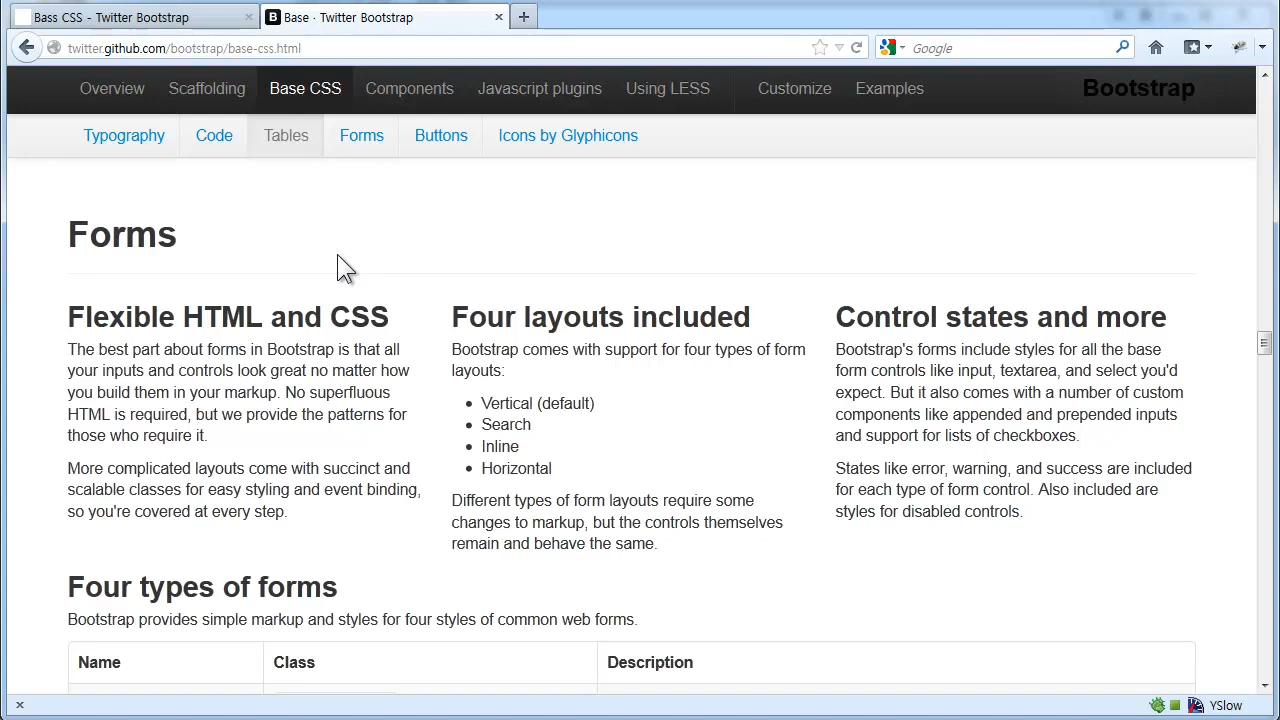 Bass CSS - Twitter Bootstrap
Base · Twitter Bootstrap
twitter.github.com/bootstrap/base-css.html
Google
Overview Scaffolding Base CSS Components Javascript plugins Using LESS Customize Examples Bootstrap
Typography Code Tables Forms Buttons Icons by Glyphicons
Forms
Flexible HTML and CSS
The best part about forms in Bootstrap is that all
your inputs and controls look great no matter how
you build them in your markup. No superfluous
HTML is required, but we provide the patterns for
those who require it.
More complicated layouts come with succinct and
scalable classes for easy styling and event binding,
so you're covered at every step.
Four layouts included
Bootstrap comes with support for four types of form
layouts:
Vertical (default)
Search
Inline
Horizontal
Different types of form layouts require some
changes to markup, but the controls themselves
remain and behave the same.
Control states and more
Bootstrap's forms include styles for all the base
form controls like input, textarea, and select you'd
expect. But it also comes with a number of custom
components like appended and prepended inputs
and support for lists of checkboxes.
States like error, warning, and success are included
for each type of form control. Also included are
styles for disabled controls.
Four types of forms
Bootstrap provides simple markup and styles for four styles of common web forms.
Name Class Description
YSlow